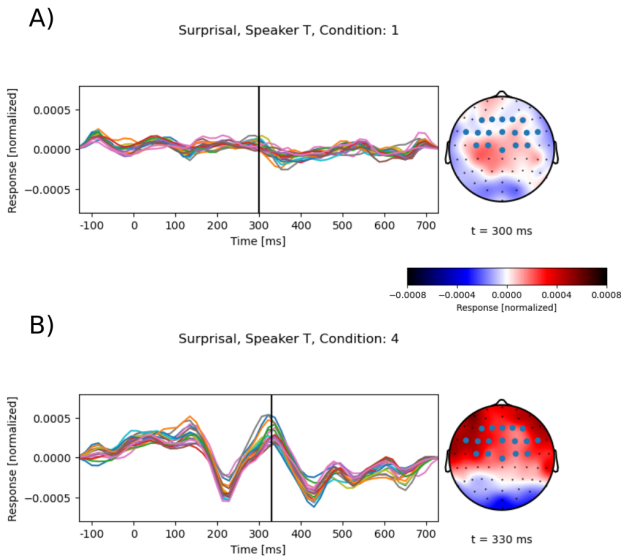 A)
Surprisal, Speaker T, Condition: 1
Response [normalized]
0.0005
0.0000
−0.0005
-100 0 100 200 300 400 500 600 700
Time [ms]
t = 300 ms
−0.0008 −0.0004 0.0000 0.0004 0.0008
Response [normalized]
B)
Surprisal, Speaker T, Condition: 4
Response [normalized]
0.0005
0.0000
−0.0005
-100 0 100 200 300 400 500 600 700
Time [ms]
t = 330 ms